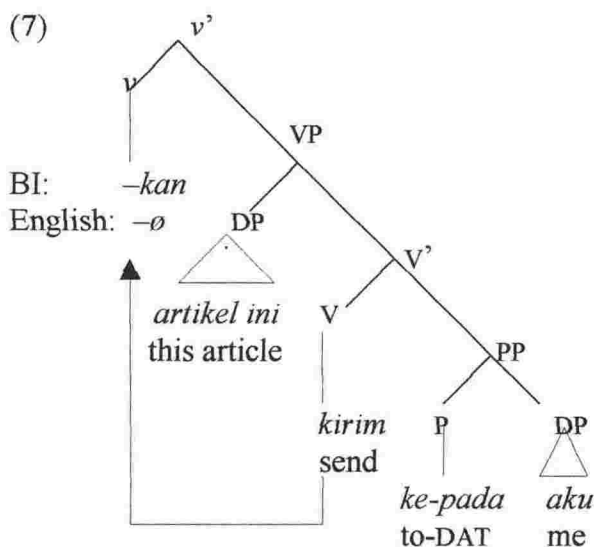 (7)
v'
v
VP
BI: –kan
English: –ø
DP
V'
artikel ini
this article
V
PP
kirim
send
P
DP
ke-pada
to-DAT
aku
me